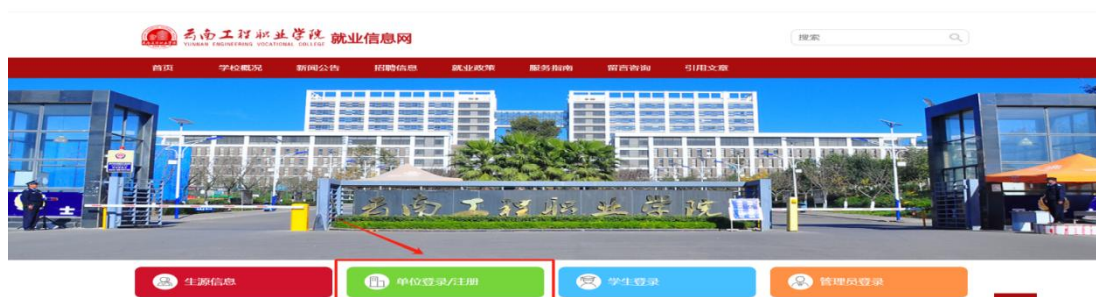 云南工程职业学院 就业信息网
YUNNAN ENGINEERING VOCATIONAL COLLEGE
搜索
首页 学校概况 新闻公告 招聘信息 就业政策 服务指南 留言咨询 引用文章
云南工程职业学院
士
生源信息 单位登录/注册 学生登录 管理员登录